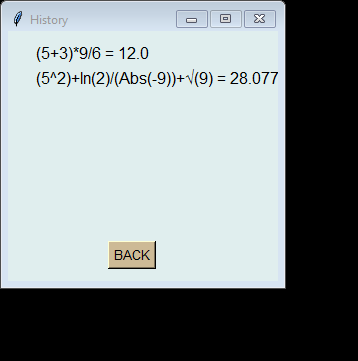 History
(5+3)*9/6 = 12.0
(5^2)+ln(2)/(Abs(-9))+√(9) = 28.077
BACK